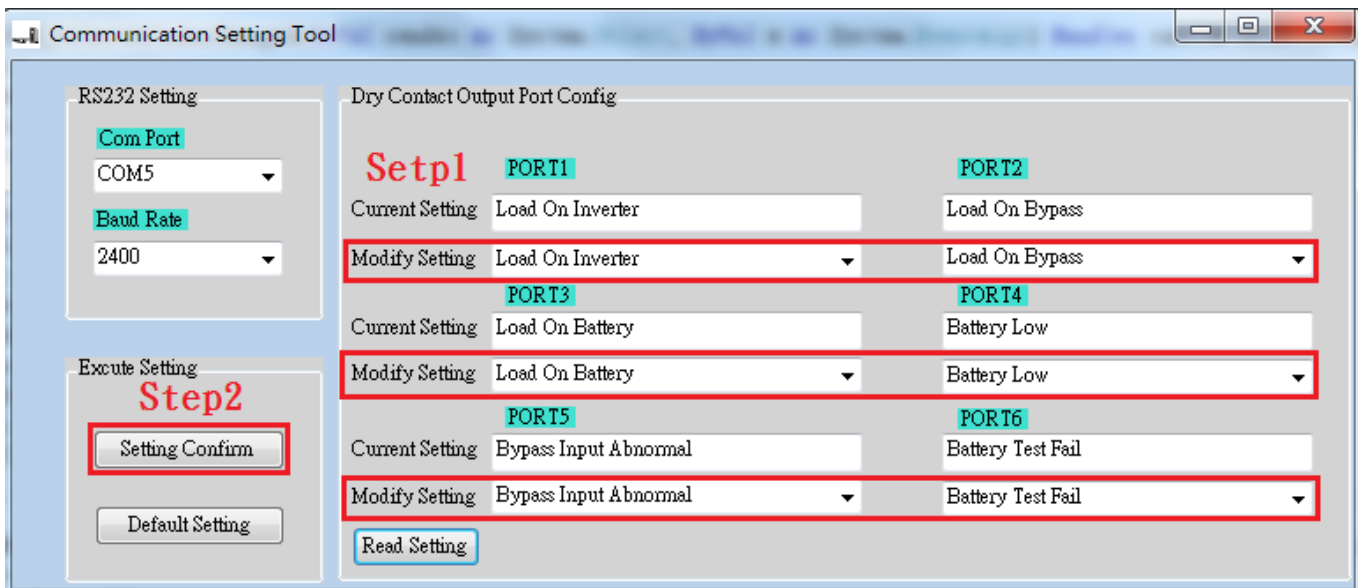 Communication Setting Tool
RS232 Setting
Com Port
COM5
Baud Rate
2400
Excute Setting
Step2
Setting Confirm
Default Setting
Dry Contact Output Port Config
Setp1 PORT1 PORT2
Current Setting Load On Inverter Load On Bypass
Modify Setting Load On Inverter Load On Bypass
PORT3 PORT4
Current Setting Load On Battery Battery Low
Modify Setting Load On Battery Battery Low
PORT5 PORT6
Current Setting Bypass Input Abnormal Battery Test Fail
Modify Setting Bypass Input Abnormal Battery Test Fail
Read Setting